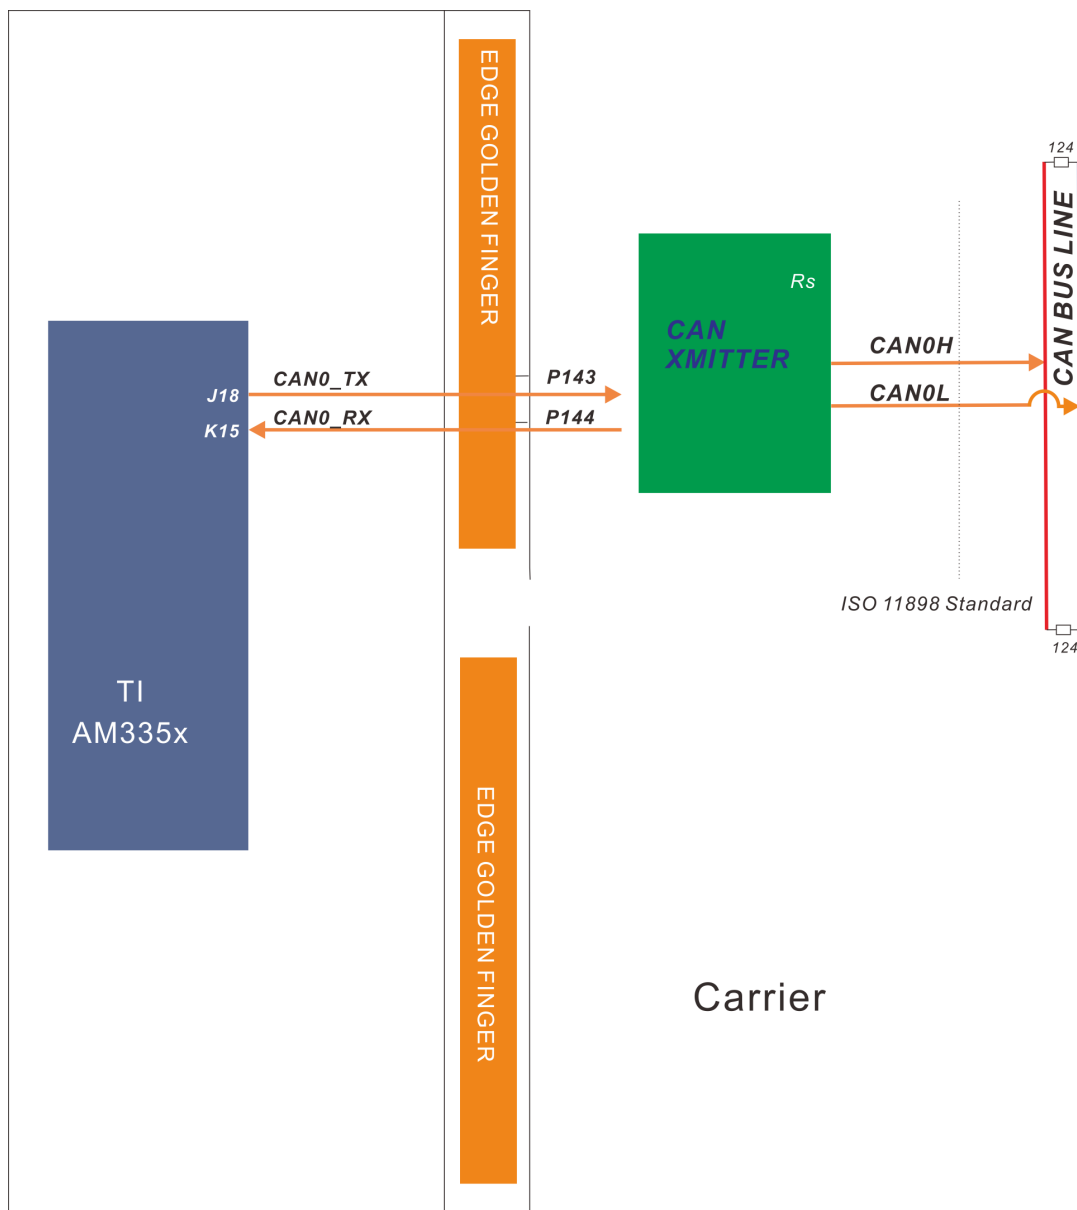 EDGE GOLDEN FINGER
124
CAN BUS LINE
Rs
CAN
XMITTER
CAN0H
CAN0L
J18
CAN0_TX
P143
K15
CAN0_RX
P144
ISO 11898 Standard
124
TI
AM335x
EDGE GOLDEN FINGER
Carrier